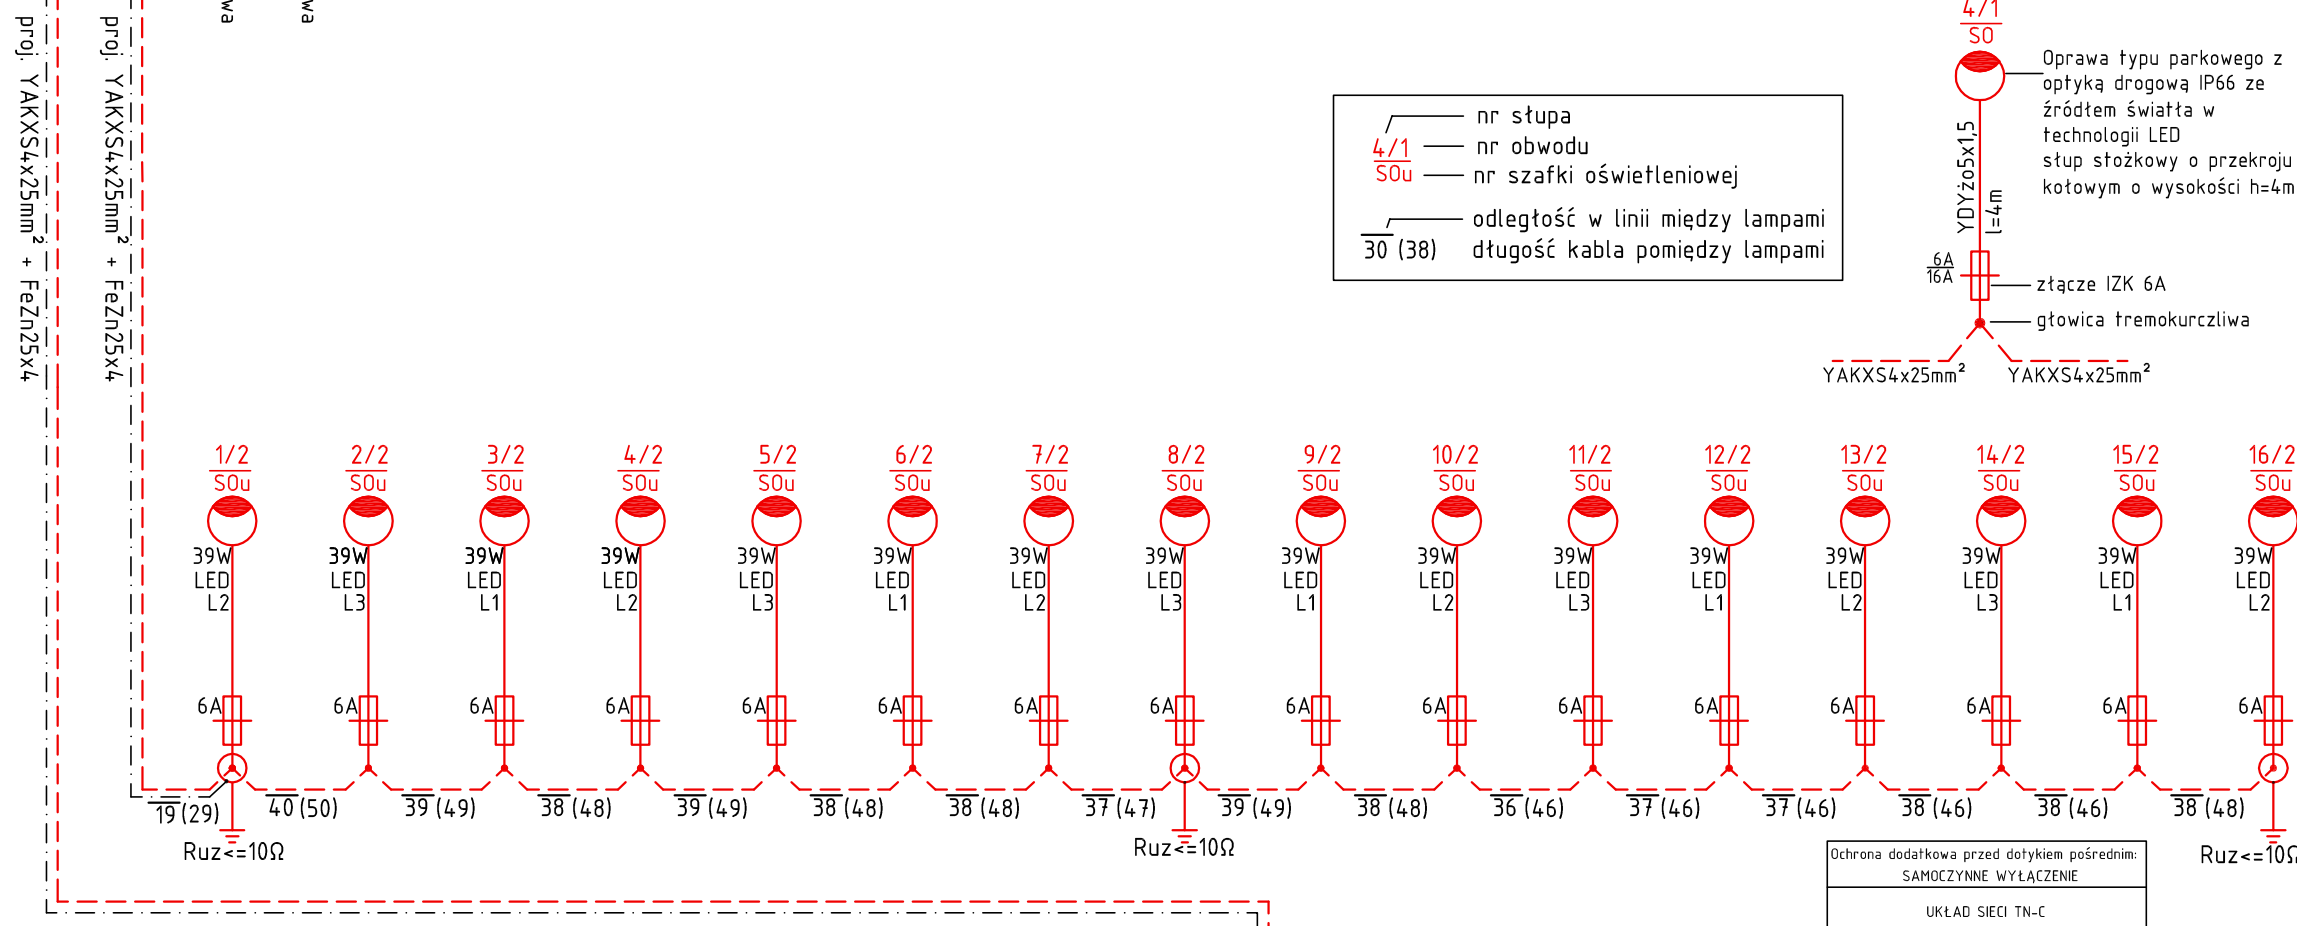 wa
wa
proj. YAKXS4x25mm² + FeZn25x4
proj. YAKXS4x25mm² + FeZn25x4
nr słupa
4/1
nr obwodu
SOu
nr szafki oświetleniowej
odległość w linii między lampami
30 (38)
długość kabla pomiędzy lampami
4/1
SO
Oprawa typu parkowego z
optyką drogową IP66 ze
źródłem światła w
technologii LED
słup stożkowy o przekroju
kołowym o wysokości h=4m
YDYżo5x1,5
l=4m
6A
16A
złącze IZK 6A
głowica tremokurczliwa
YAKXS4x25mm² YAKXS4x25mm²
1/2 2/2 3/2 4/2 5/2 6/2 7/2 8/2 9/2 10/2 11/2 12/2 13/2 14/2 15/2 16/2
SOu SOu SOu SOu SOu SOu SOu SOu SOu SOu SOu SOu SOu SOu SOu SOu
39W 39W 39W 39W 39W 39W 39W 39W 39W 39W 39W 39W 39W 39W 39W 39W
LED LED LED LED LED LED LED LED LED LED LED LED LED LED LED LED
L2 L3 L1 L2 L3 L1 L2 L3 L1 L2 L3 L1 L2 L3 L1 L2
6A 6A 6A 6A 6A 6A 6A 6A 6A 6A 6A 6A 6A 6A 6A 6A
19(29) 40(50) 39(49) 38(48) 39(49) 38(48) 38(48) 37(47) 39(49) 38(48) 36(46) 37(46) 37(46) 38(46) 38(46) 38(48)
Ruz<=10Ω Ruz<=10Ω Ruz<=10Ω
Ochrona dodatkowa przed dotykiem pośrednim:
SAMOCZYNNE WYŁĄCZENIE
UKŁAD SIECI TN-C